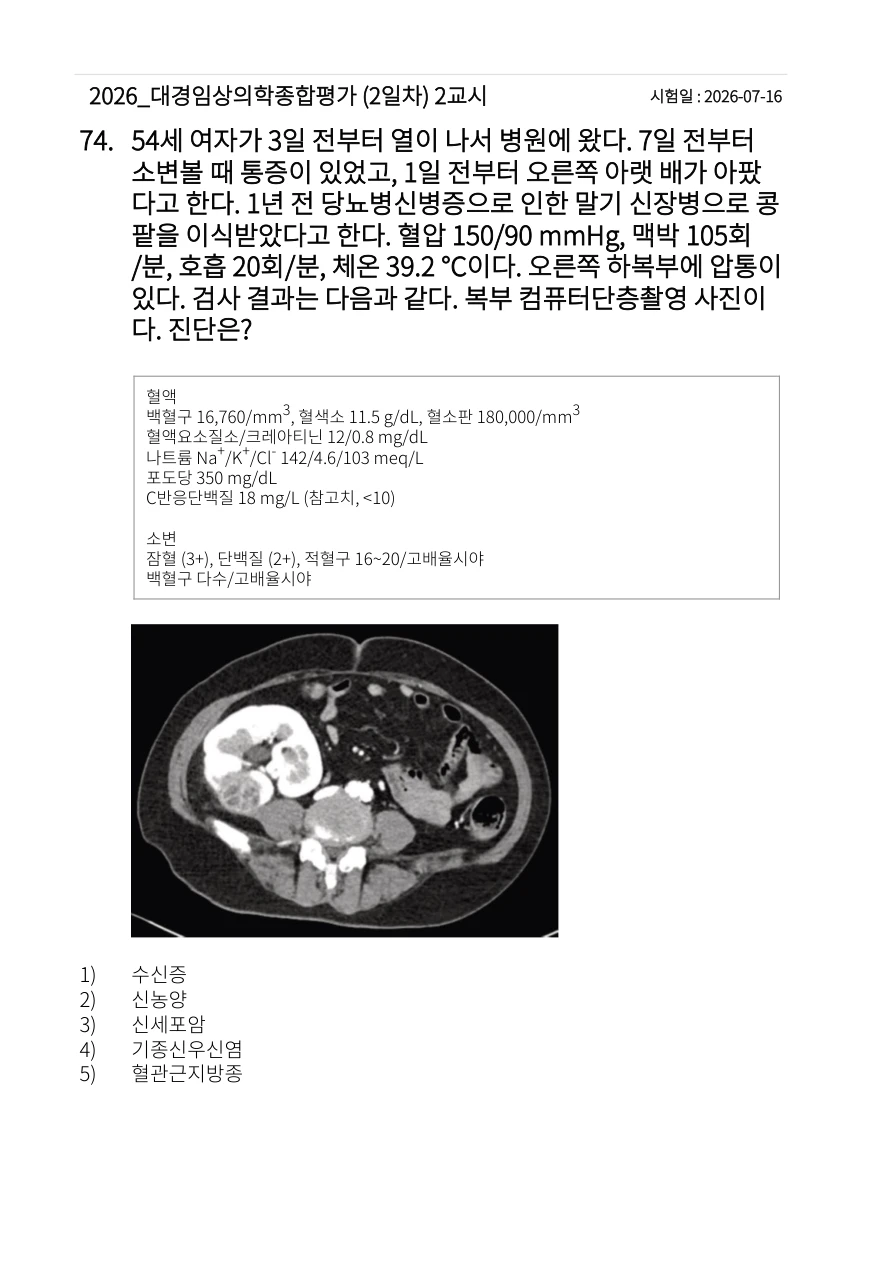 2026_대경임상의학종합평가 (2일차) 2교시
시험일 : 2026-07-16
74. 54세 여자가 3일 전부터 열이 나서 병원에 왔다. 7일 전부터
소변볼 때 통증이 있었고, 1일 전부터 오른쪽 아랫 배가 아팠
다고 한다. 1년 전 당뇨병신병증으로 인한 말기 신장병으로 콩
팥을 이식받았다고 한다. 혈압 150/90 mmHg, 맥박 105회
/분, 호흡 20회/분, 체온 39.2 ℃이다. 오른쪽 하복부에 압통이
있다. 검사 결과는 다음과 같다. 복부 컴퓨터단층촬영 사진이
다. 진단은?
혈액
백혈구 16,760/mm³, 혈색소 11.5 g/dL, 혈소판 180,000/mm³
혈액요소질소/크레아티닌 12/0.8 mg/dL
나트륨 Na⁺/K⁺/Cl⁻ 142/4.6/103 meq/L
포도당 350 mg/dL
C반응단백질 18 mg/L (참고치, <10)
소변
잠혈 (3+), 단백질 (2+), 적혈구 16~20/고배율시야
백혈구 다수/고배율시야
1) 수신증
2) 신농양
3) 신세포암
4) 기종신우신염
5) 혈관근지방종